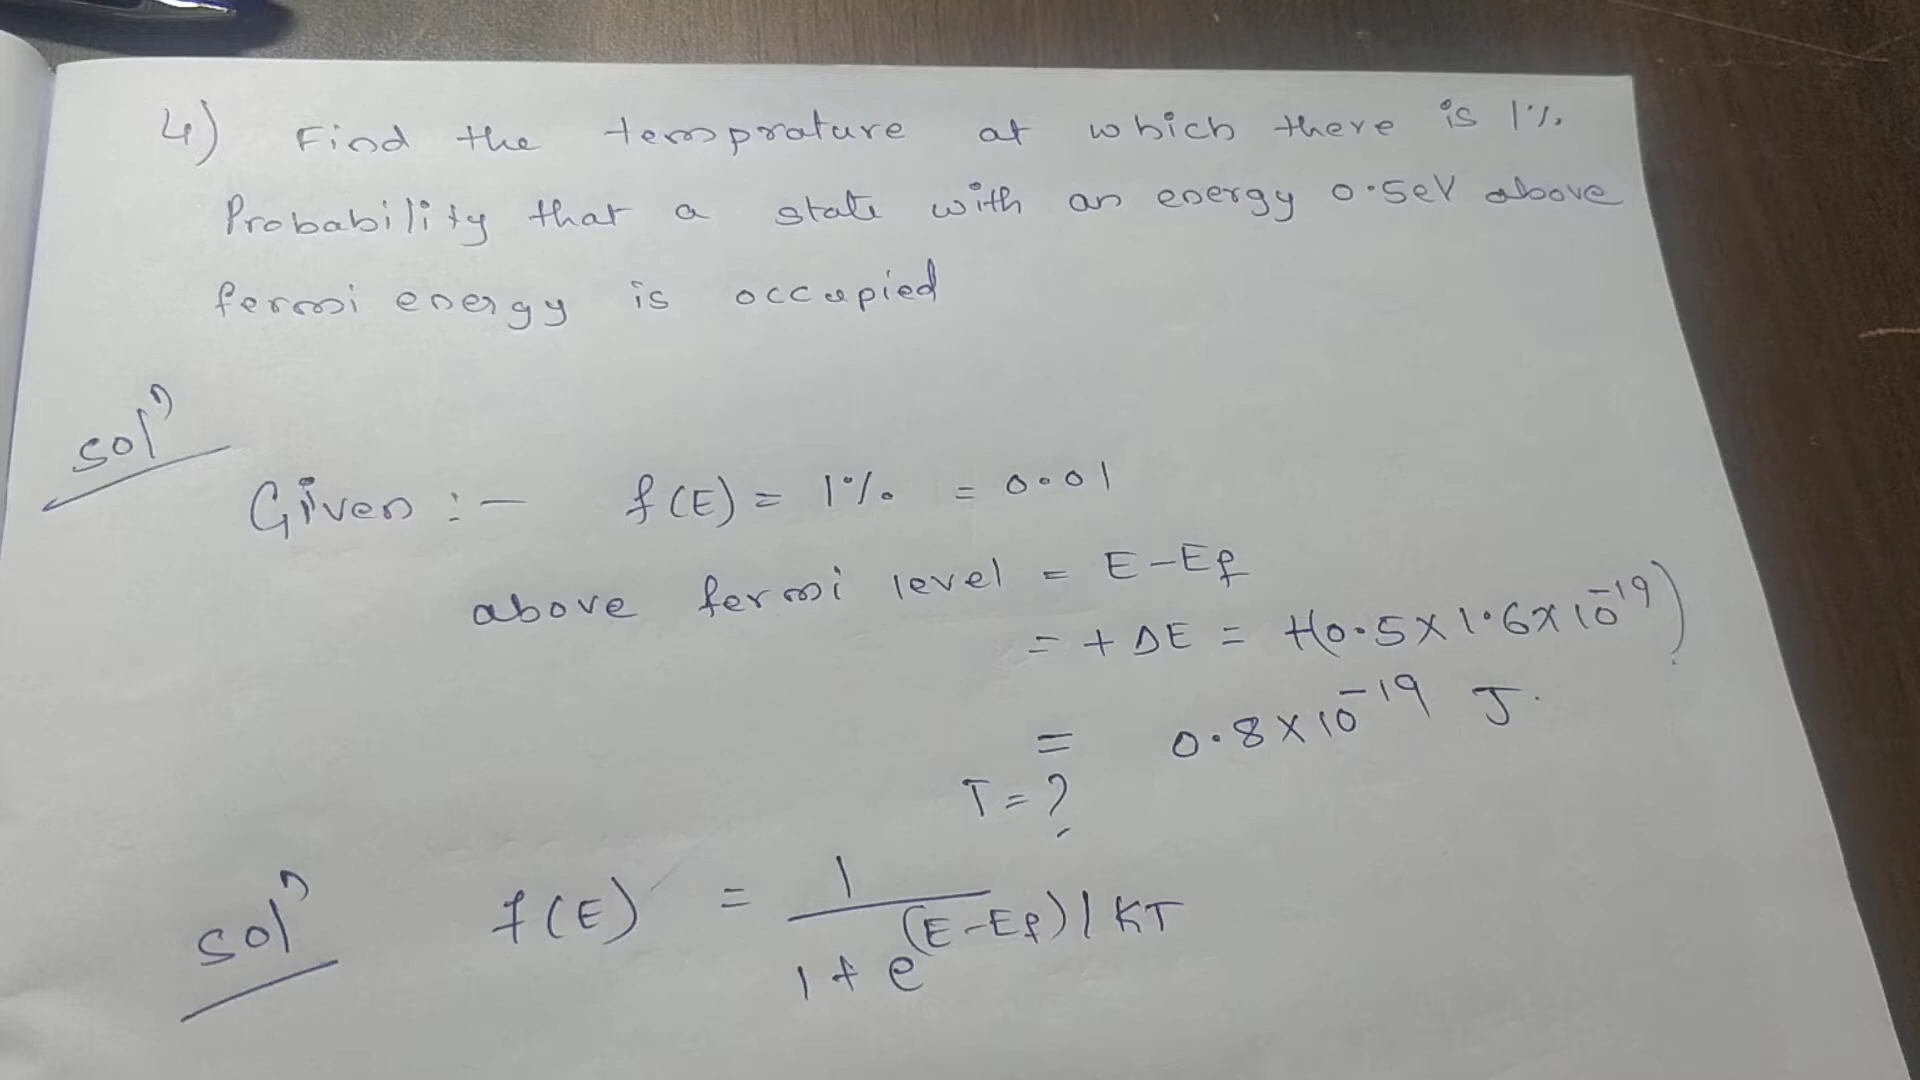 4) Find the temprature at which there is 1%
Probability that a state with an energy 0.5eV above
fermi energy is occupied
Solⁿ
Given :- f(E) = 1% = 0.01
above fermi level = E-Ef
= + ΔE = +(0.5 × 1.6 × 10⁻¹⁹)
= 0.8 × 10⁻¹⁹ J.
T = ?
Solⁿ f(E) = 1 / 1 + e^(E-Ef)/KT